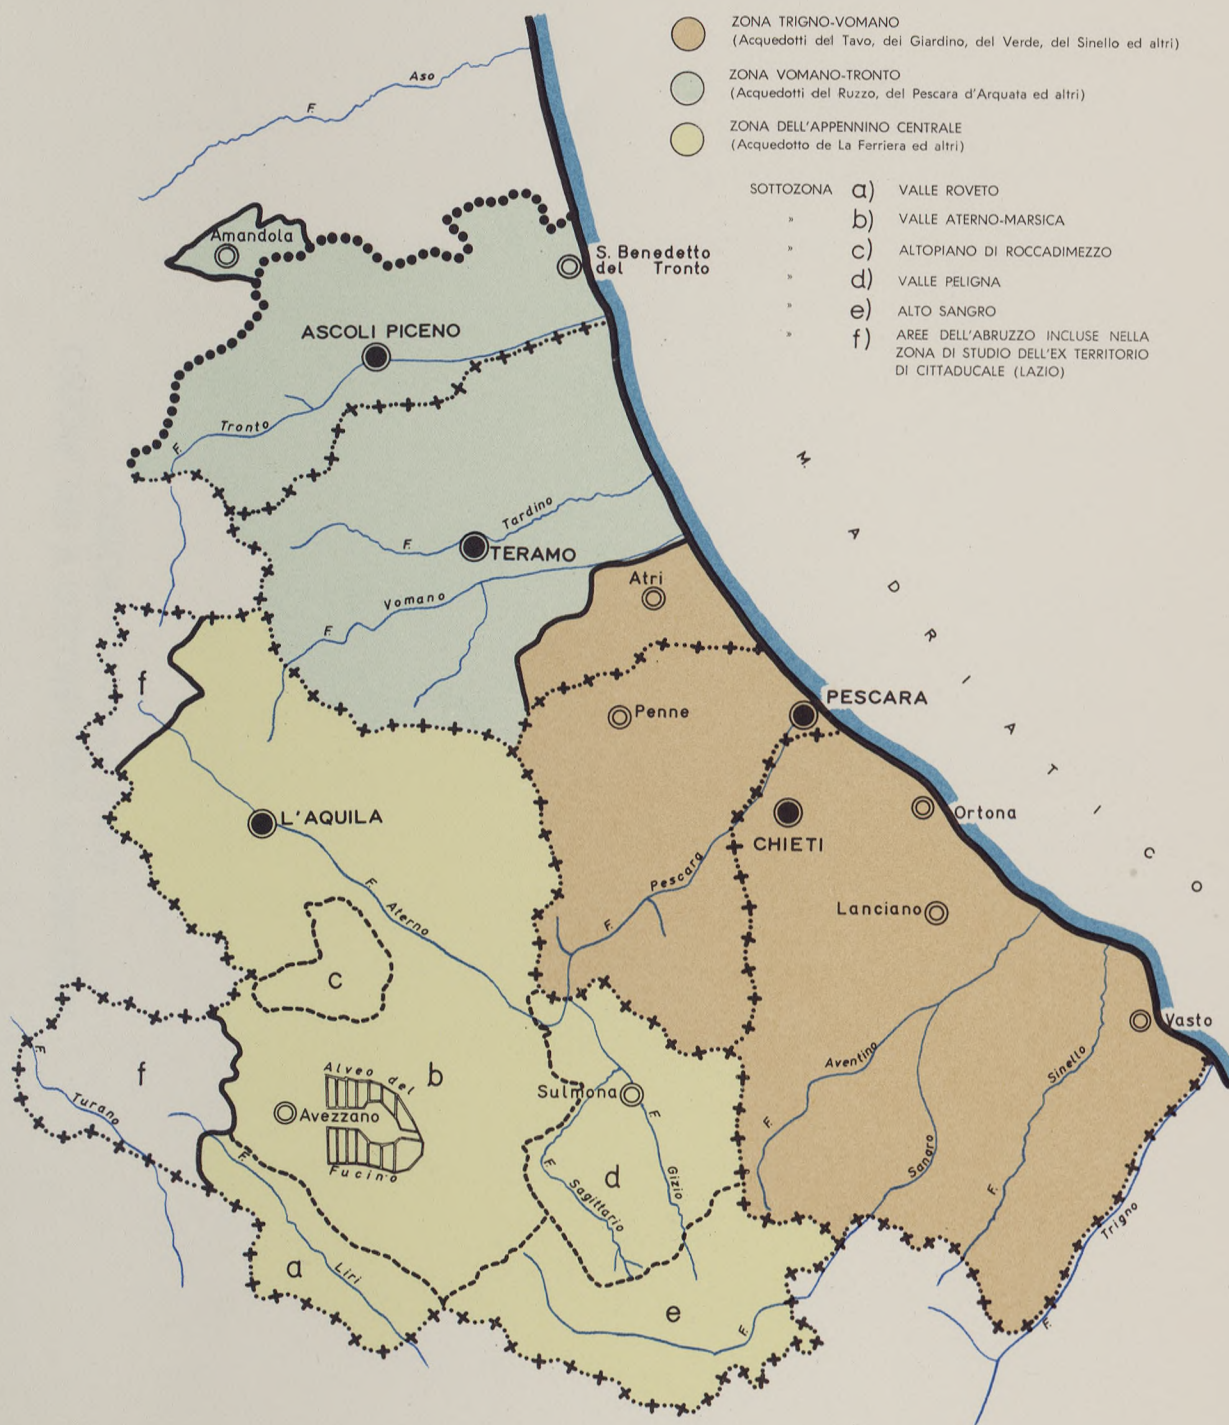 ZONA TRIGNO-VOMANO
(Acquedotti del Tavo, dei Giardino, del Verde, del Sinello ed altri)
ZONA VOMANO-TRONTO
(Acquedotti del Ruzzo, del Pescara d'Arquata ed altri)
ZONA DELL'APPENNINO CENTRALE
(Acquedotto de La Ferriera ed altri)
SOTTOZONA a) VALLE ROVETO
» b) VALLE ATERNO-MARSICA
» c) ALTOPIANO DI ROCCADIMEZZO
» d) VALLE PELIGNA
» e) ALTO SANGRO
» f) AREE DELL'ABRUZZO INCLUSE NELLA
ZONA DI STUDIO DELL'EX TERRITORIO
DI CITTADUCALE (LAZIO)
F. Aso
Amandola
S. Benedetto
del Tronto
ASCOLI PICENO
F. Tronto
M. ADRIATICO
F. Tardino
TERAMO
F. Vomano
Atri
f
Penne
PESCARA
L'AQUILA
CHIETI
Ortona
F. Pescara
F. Aterno
Lanciano
c
Vasto
f
F. Turano
b
Alveo del
Fucino
Avezzano
Sulmona
F. Aventino
F. Sinello
F. Sangro
d
F. Gizio
F. Sagittario
F. Trigno
F. Liri
a
e
F.